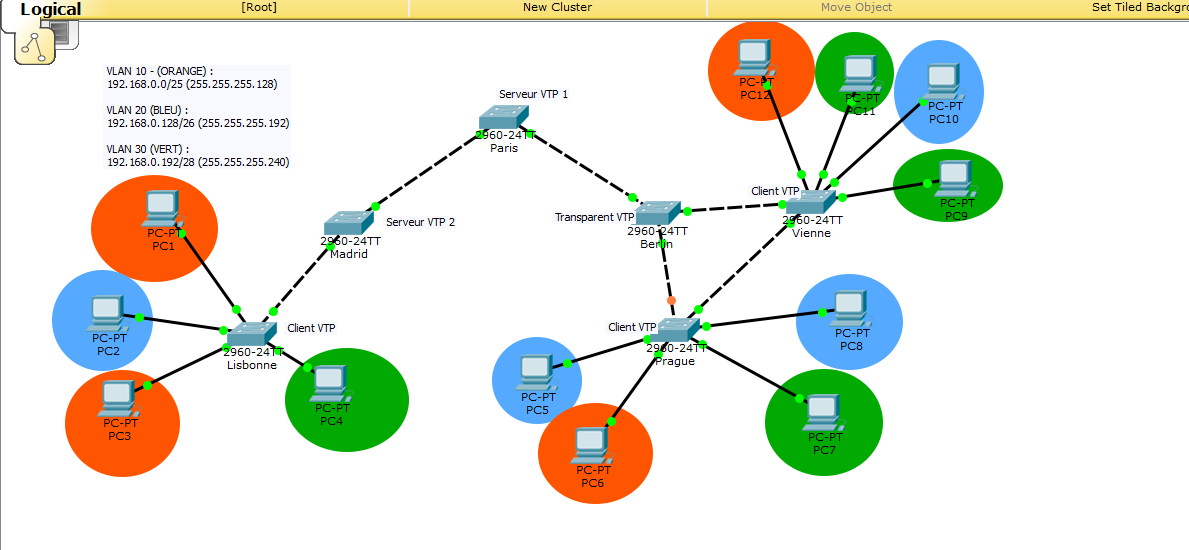 Logical
[Root]
New Cluster
Move Object
Set Tiled Backgro
VLAN 10 - (ORANGE) :
192.168.0.0/25 (255.255.255.128)
VLAN 20 (BLEU) :
192.168.0.128/26 (255.255.255.192)
VLAN 30 (VERT) :
192.168.0.192/28 (255.255.255.240)
Serveur VTP 1
2960-24TT
Paris
Serveur VTP 2
2960-24TT
Madrid
Transparent VTP
2960-24TT
Berlin
Client VTP
2960-24TT
Vienne
PC-PT
PC12
PC-PT
PC11
PC-PT
PC10
PC-PT
PC9
PC-PT
PC1
PC-PT
PC2
PC-PT
PC3
Client VTP
2960-24TT
Lisbonne
PC-PT
PC4
Client VTP
2960-24TT
Prague
PC-PT
PC8
PC-PT
PC5
PC-PT
PC6
PC-PT
PC7